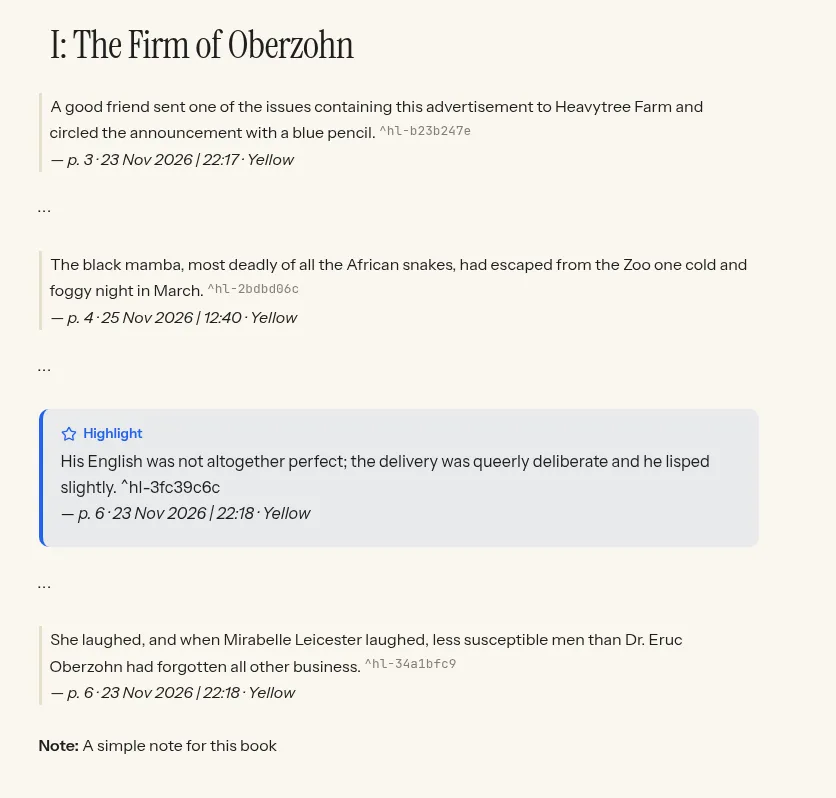 I: The Firm of Oberzohn
A good friend sent one of the issues containing this advertisement to Heavytree Farm and
circled the announcement with a blue pencil. ^hl-b23b247e
— p. 3 · 23 Nov 2026 | 22:17 · Yellow
...
The black mamba, most deadly of all the African snakes, had escaped from the Zoo one cold and
foggy night in March. ^hl-2bdbd06c
— p. 4 · 25 Nov 2026 | 12:40 · Yellow
...
Highlight
His English was not altogether perfect; the delivery was queerly deliberate and he lisped
slightly. ^hl-3fc39c6c
— p. 6 · 23 Nov 2026 | 22:18 · Yellow
...
She laughed, and when Mirabelle Leicester laughed, less susceptible men than Dr. Eruc
Oberzohn had forgotten all other business. ^hl-34a1bfc9
— p. 6 · 23 Nov 2026 | 22:18 · Yellow
Note: A simple note for this book